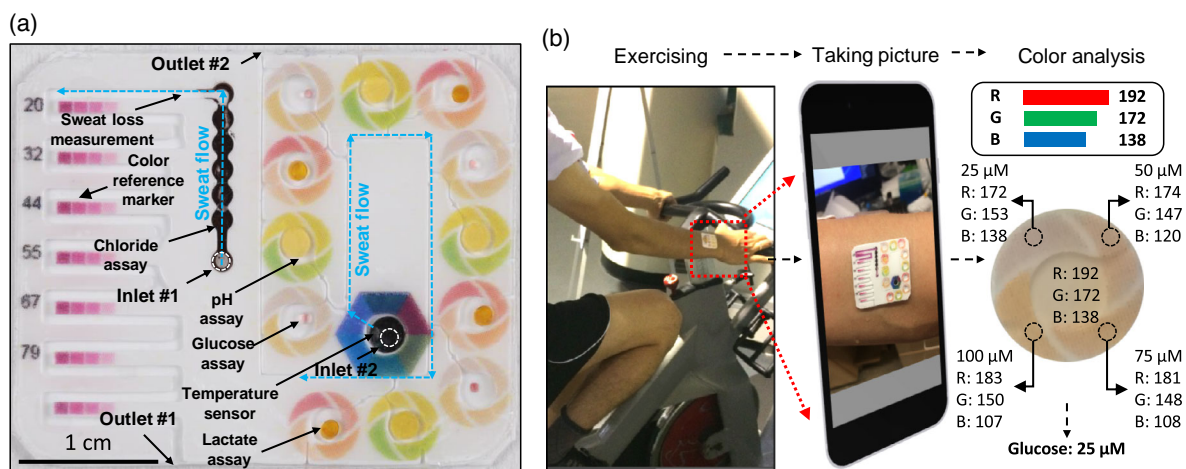 (a)
Outlet #2
20
Sweat loss
measurement
32
Color
reference
marker
44
Sweat flow
Chloride
assay
55
Inlet #1
67
pH
assay
Glucose
assay
79
Temperature
sensor
Inlet #2
Sweat flow
Outlet #1
1 cm
Lactate
assay
(b)
Exercising
Taking picture
Color analysis
R 192
G 172
B 138
25 µM
R: 172
G: 153
B: 138
50 µM
R: 174
G: 147
B: 120
R: 192
G: 172
B: 138
100 µM
R: 183
G: 150
B: 107
75 µM
R: 181
G: 148
B: 108
Glucose: 25 µM